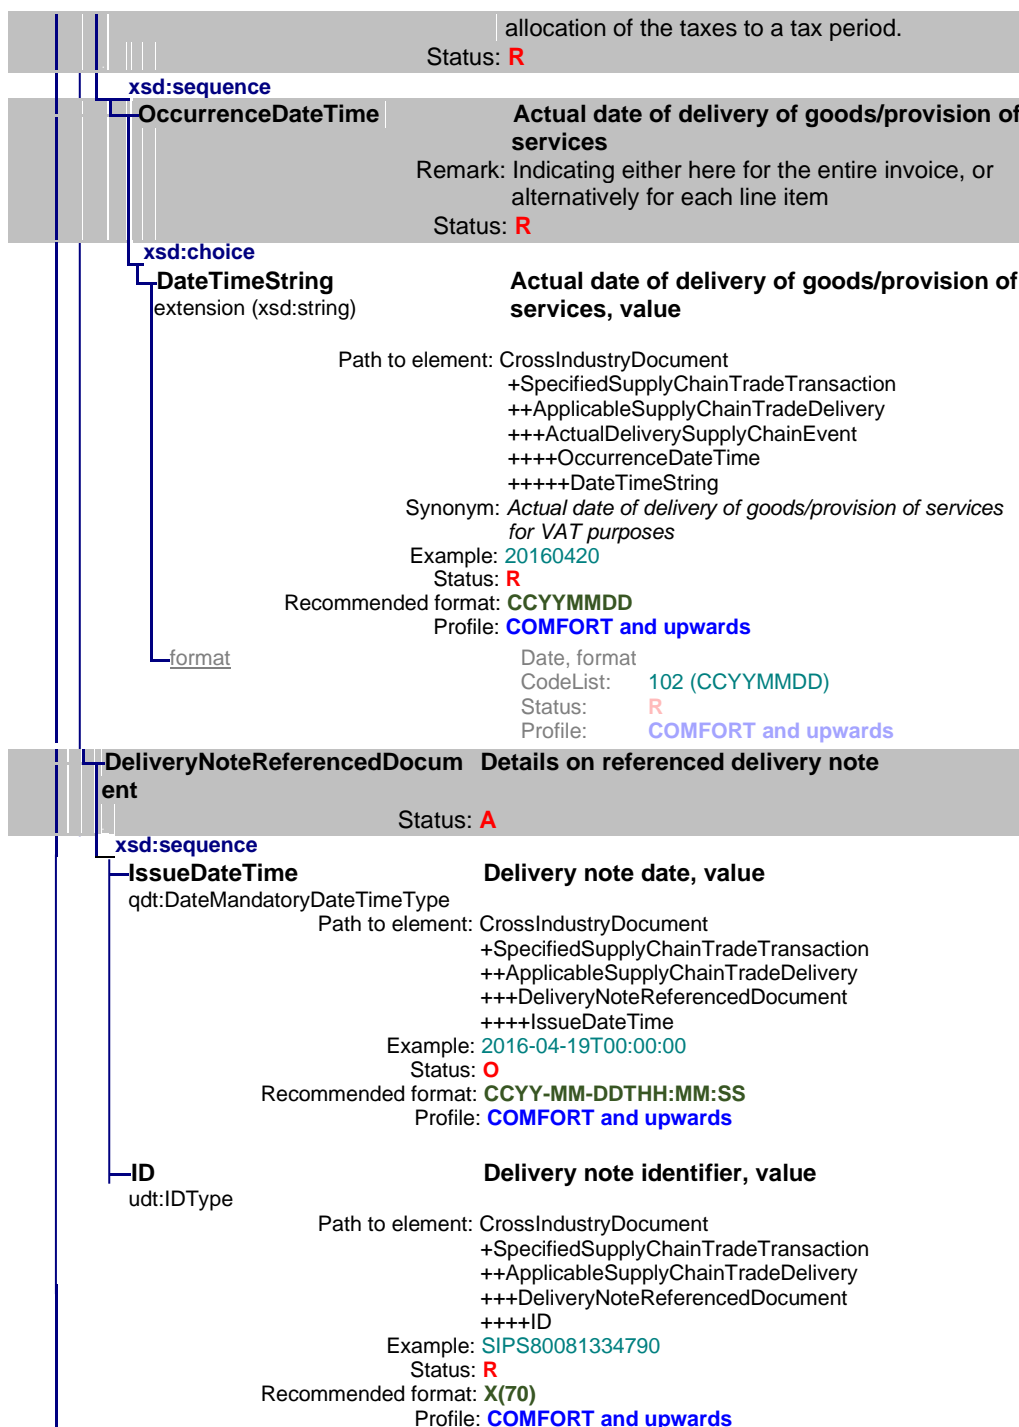 allocation of the taxes to a tax period.
Status: R
xsd:sequence
OccurrenceDateTime Actual date of delivery of goods/provision of
services
Remark: Indicating either here for the entire invoice, or
alternatively for each line item
Status: R
xsd:choice
DateTimeString Actual date of delivery of goods/provision of
extension (xsd:string) services, value
Path to element: CrossIndustryDocument
+SpecifiedSupplyChainTradeTransaction
++ApplicableSupplyChainTradeDelivery
+++ActualDeliverySupplyChainEvent
++++OccurrenceDateTime
+++++DateTimeString
Synonym: Actual date of delivery of goods/provision of services
for VAT purposes
Example: 20160420
Status: R
Recommended format: CCYYMMDD
Profile: COMFORT and upwards
format Date, format
CodeList: 102 (CCYYMMDD)
Status: R
Profile: COMFORT and upwards
DeliveryNoteReferencedDocum Details on referenced delivery note
ent
Status: A
xsd:sequence
IssueDateTime Delivery note date, value
qdt:DateMandatoryDateTimeType
Path to element: CrossIndustryDocument
+SpecifiedSupplyChainTradeTransaction
++ApplicableSupplyChainTradeDelivery
+++DeliveryNoteReferencedDocument
++++IssueDateTime
Example: 2016-04-19T00:00:00
Status: O
Recommended format: CCYY-MM-DDTHH:MM:SS
Profile: COMFORT and upwards
ID Delivery note identifier, value
udt:IDType
Path to element: CrossIndustryDocument
+SpecifiedSupplyChainTradeTransaction
++ApplicableSupplyChainTradeDelivery
+++DeliveryNoteReferencedDocument
++++ID
Example: SIPS80081334790
Status: R
Recommended format: X(70)
Profile: COMFORT and upwards